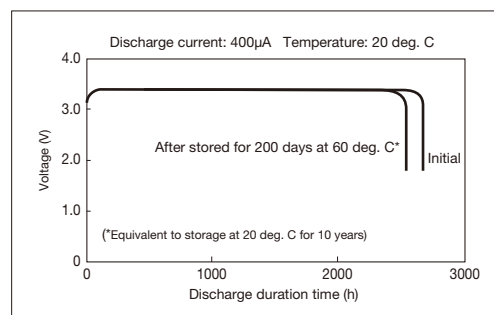 Discharge current: 400µA Temperature: 20 deg. C
4.0
3.0
2.0
1.0
0
Voltage (V)
After stored for 200 days at 60 deg. C*
Initial
(*Equivalent to storage at 20 deg. C for 10 years)
0 1000 2000 3000
Discharge duration time (h)